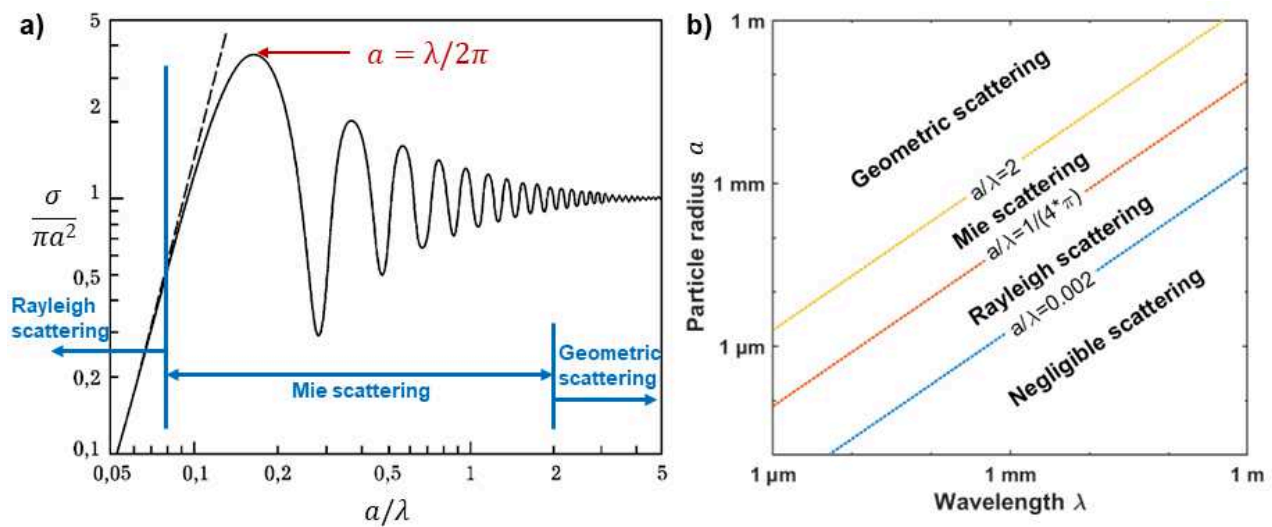 a)
5
2
1
0,5
0,2
0,1
σ
πa²
a = λ/2π
Rayleigh
scattering
Mie scattering
Geometric
scattering
0,05
0,1
0,2
0,5
1
2
5
a/λ
b)
1 m
1 mm
1 µm
Particle radius a
Geometric scattering
a/λ=2
Mie scattering
a/λ=1/(4*π)
Rayleigh scattering
a/λ=0.002
Negligible scattering
1 µm
1 mm
1 m
Wavelength λ